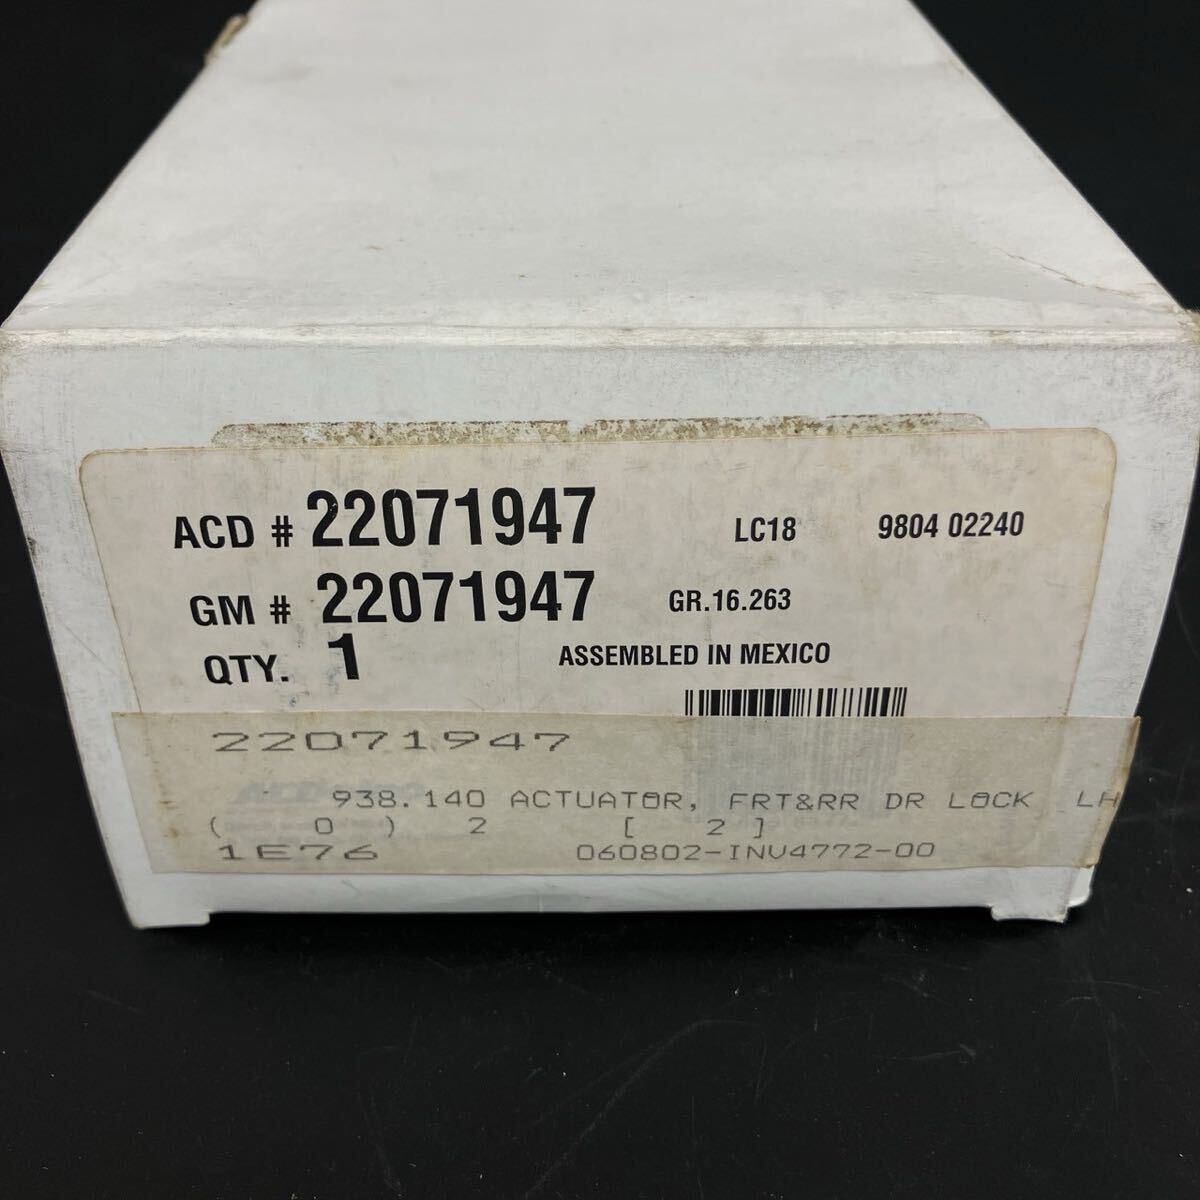 ACD # 22071947 LC18 9804 02240
GM # 22071947 GR.16.263
QTY. 1 ASSEMBLED IN MEXICO
22071947
938.140 ACTUATOR, FRT&RR DR LOCK LH
( 0 ) 2 [ 2 ]
1E76 060802-INV4772-00